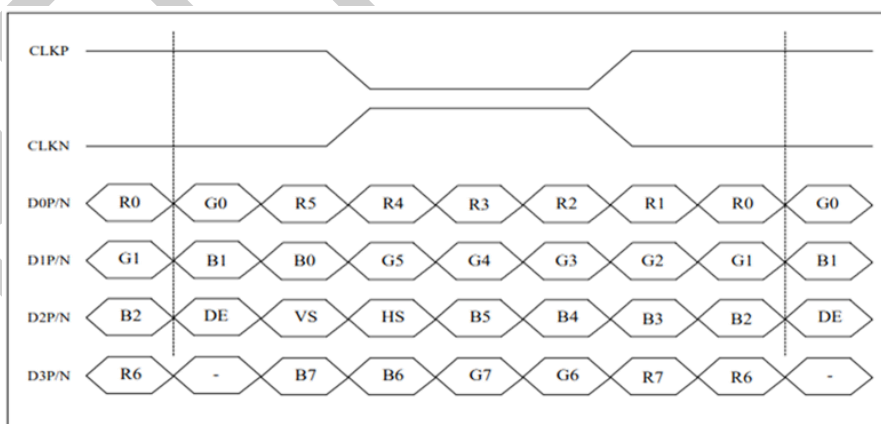 CLKP
CLKN
D0P/N R0 G0 R5 R4 R3 R2 R1 R0 G0
D1P/N G1 B1 B0 G5 G4 G3 G2 G1 B1
D2P/N B2 DE VS HS B5 B4 B3 B2 DE
D3P/N R6 - B7 B6 G7 G6 R7 R6 -